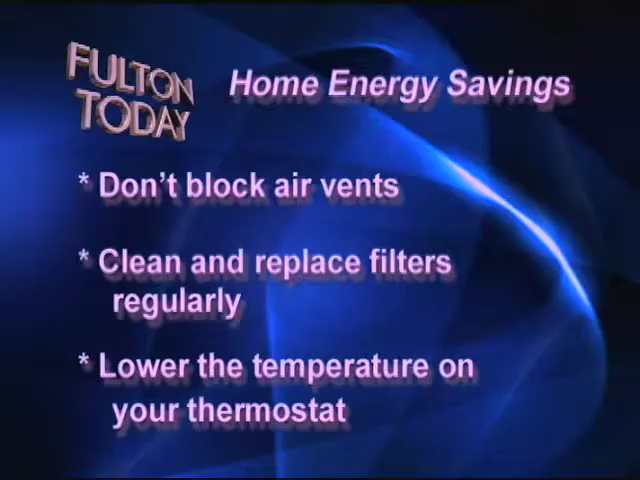 FULTON
TODAY
Home Energy Savings
* Don't block air vents
* Clean and replace filters
regularly
* Lower the temperature on
your thermostat